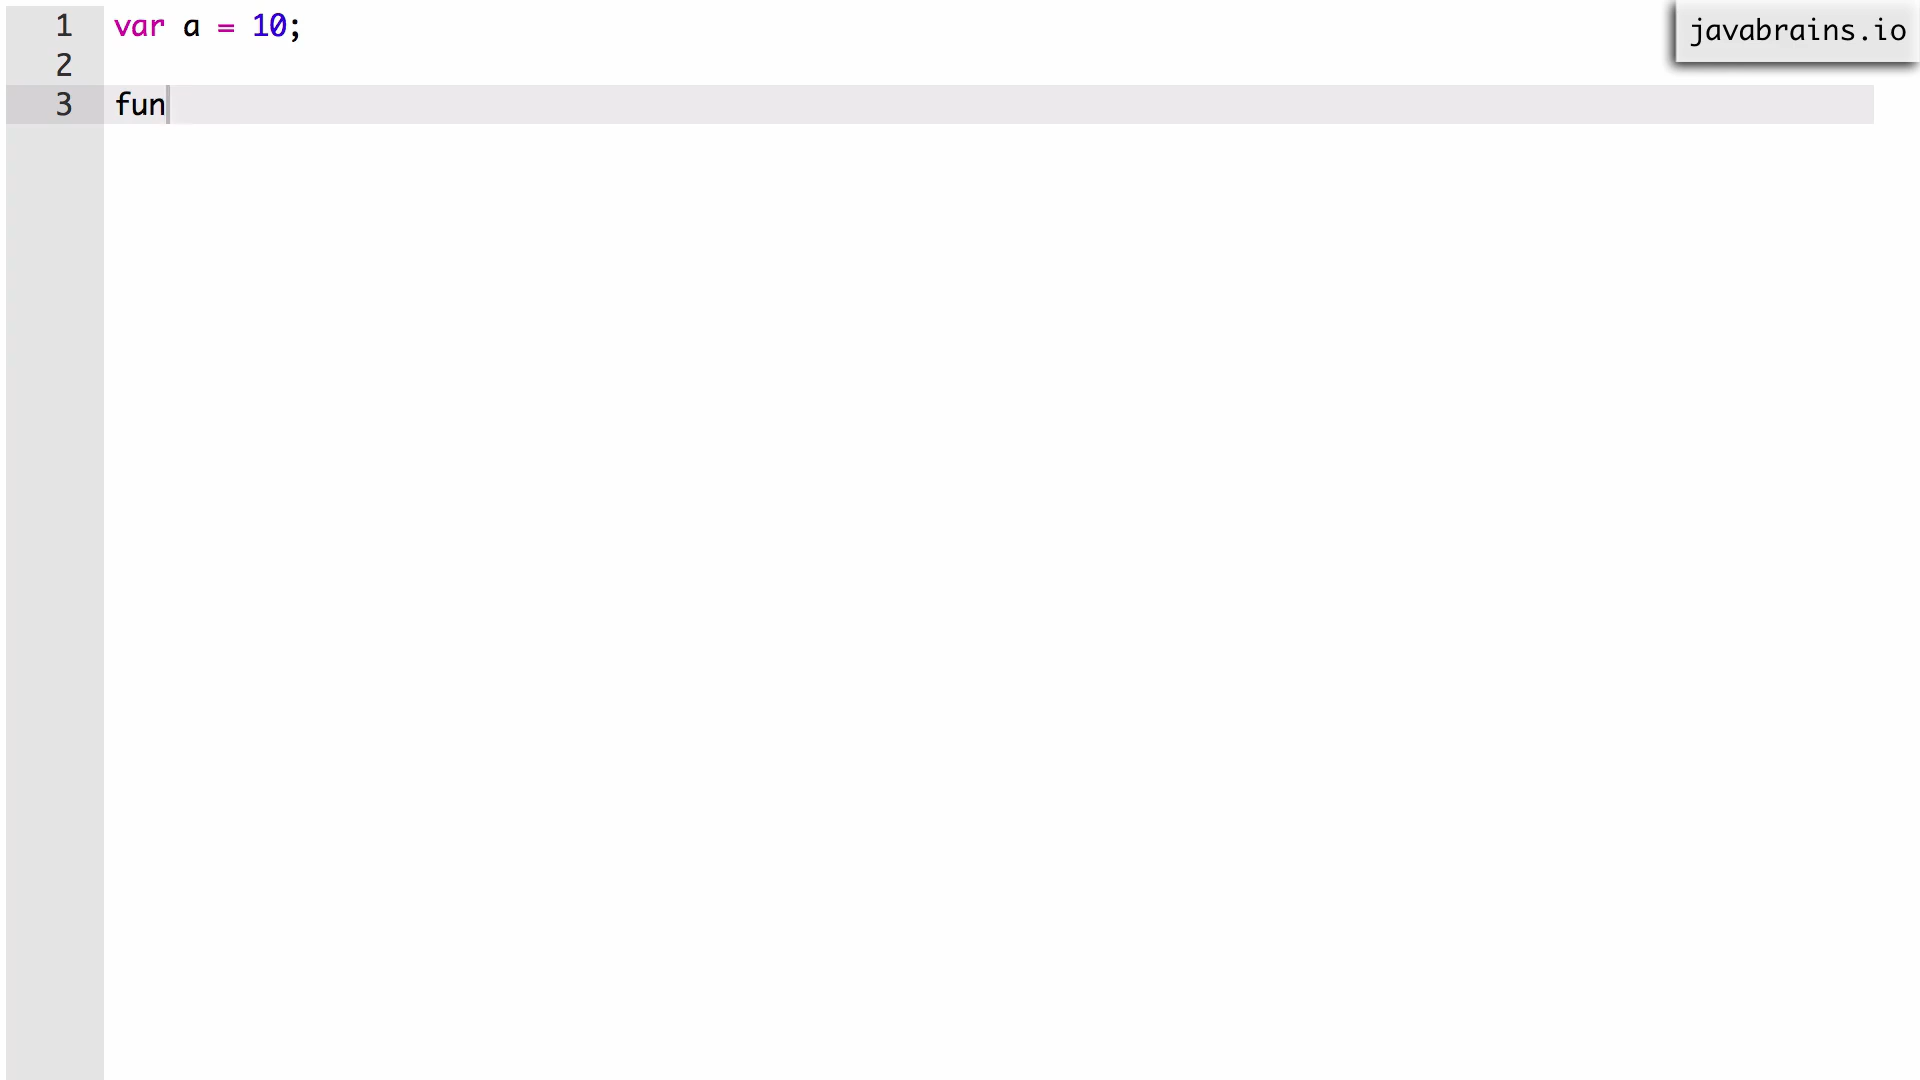 1 var a = 10;
2
3 fun
javabrains.io